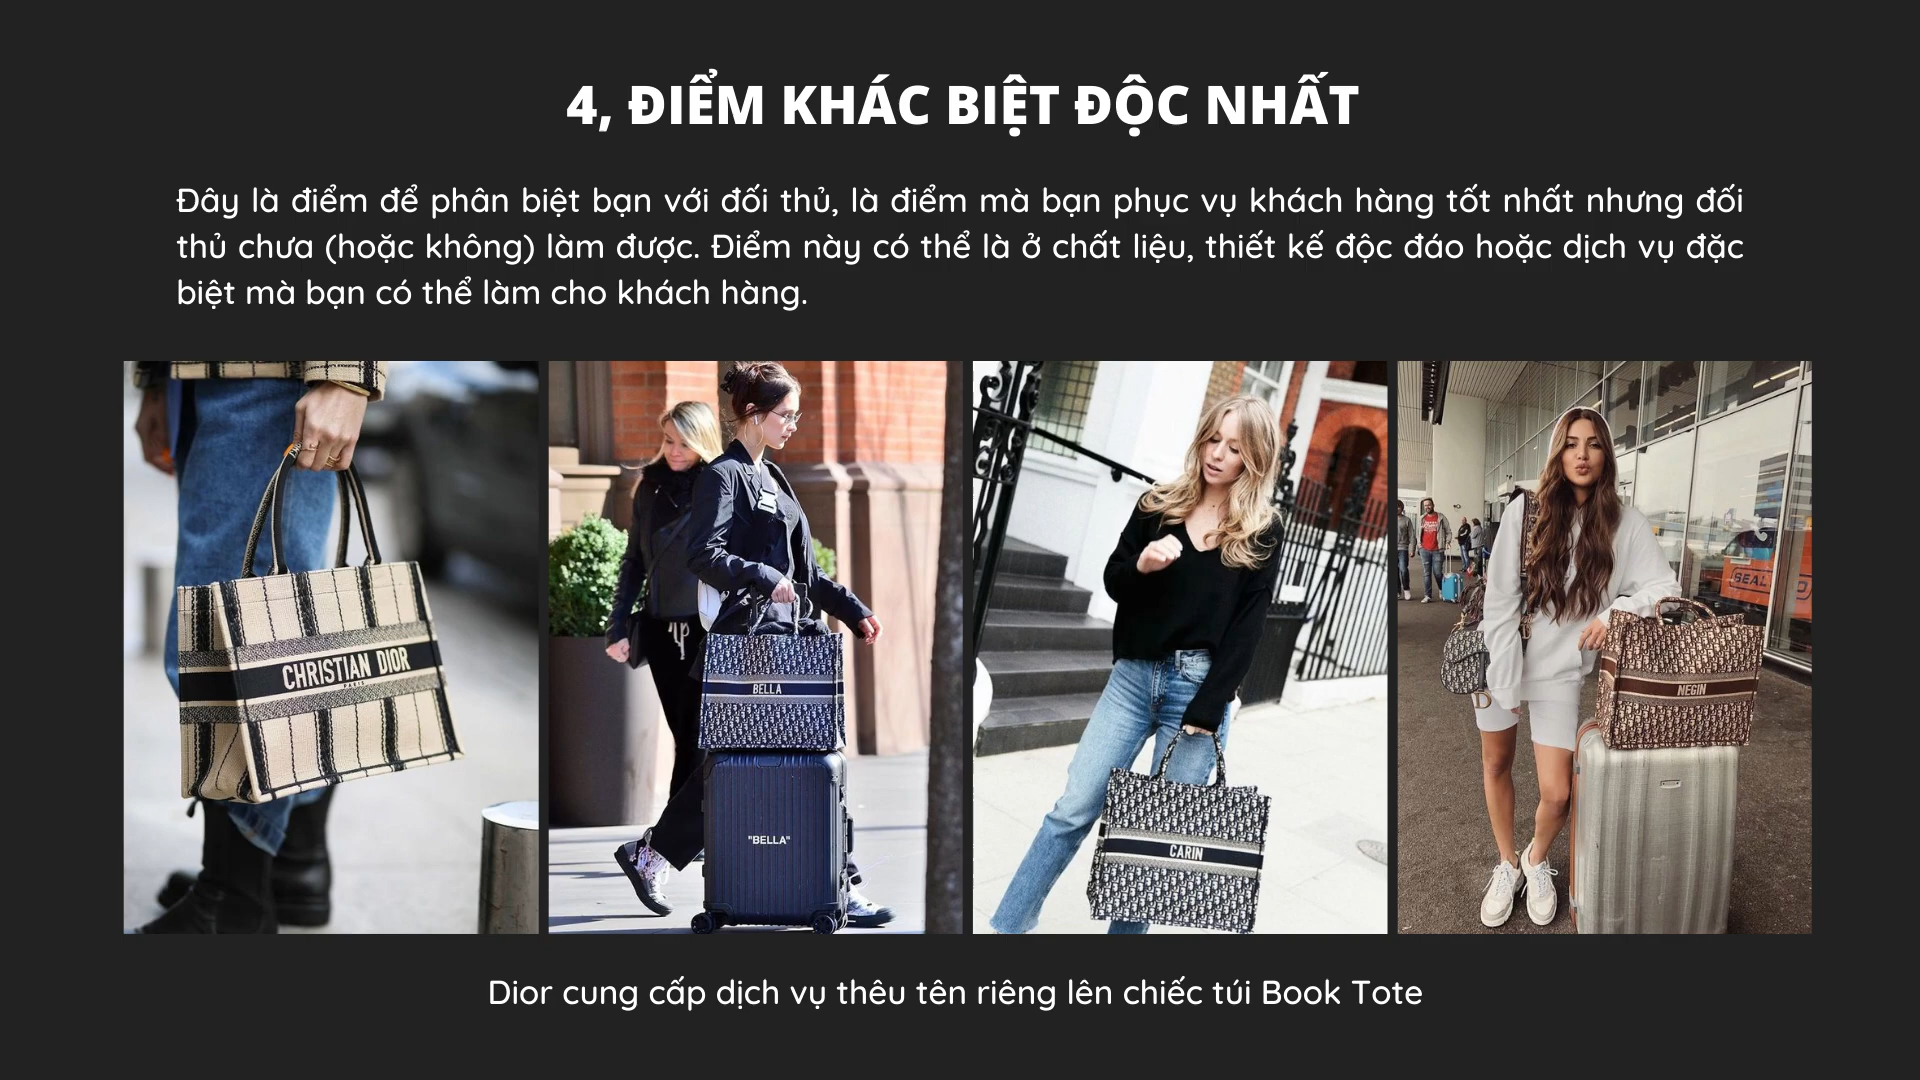 4, ĐIỂM KHÁC BIỆT ĐỘC NHẤT
Đây là điểm để phân biệt bạn với đối thủ, là điểm mà bạn phục vụ khách hàng tốt nhất nhưng đối
thủ chưa (hoặc không) làm được. Điểm này có thể là ở chất liệu, thiết kế độc đáo hoặc dịch vụ đặc
biệt mà bạn có thể làm cho khách hàng.
CHRISTIAN DIOR
PARIS
BELLA
"BELLA"
CARIN
NEGIN
Dior cung cấp dịch vụ thêu tên riêng lên chiếc túi Book Tote